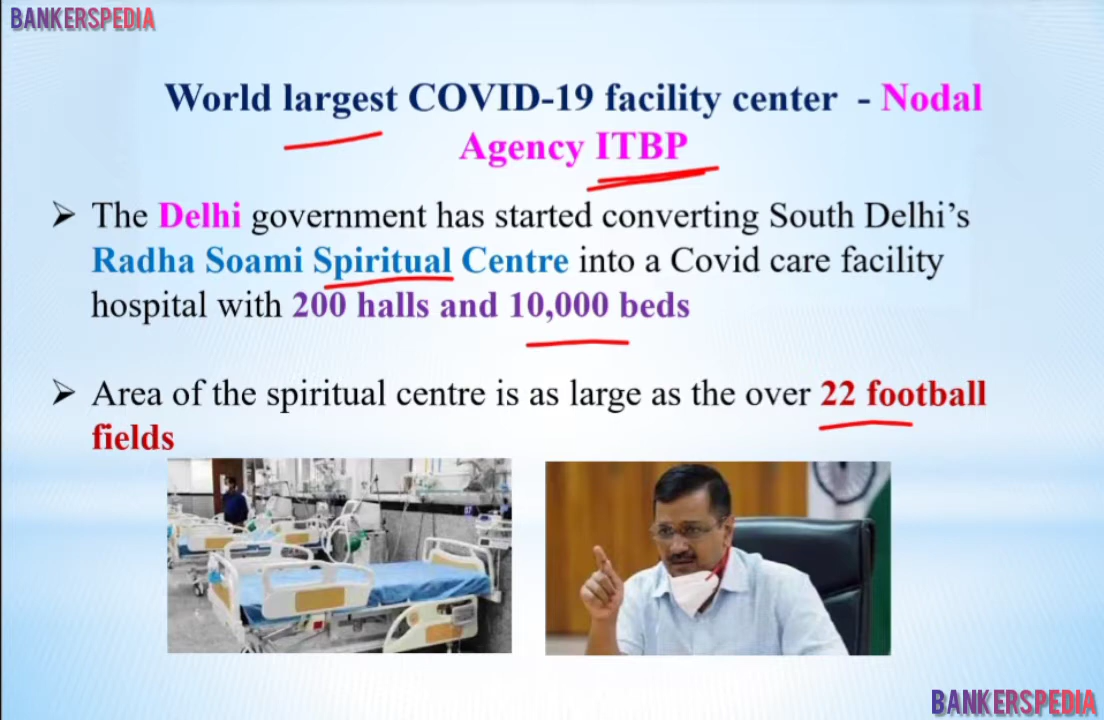 BANKERSPEDIA
World largest COVID-19 facility center - Nodal
Agency ITBP
➢ The Delhi government has started converting South Delhi’s
Radha Soami Spiritual Centre into a Covid care facility
hospital with 200 halls and 10,000 beds
➢ Area of the spiritual centre is as large as the over 22 football
fields
BANKERSPEDIA